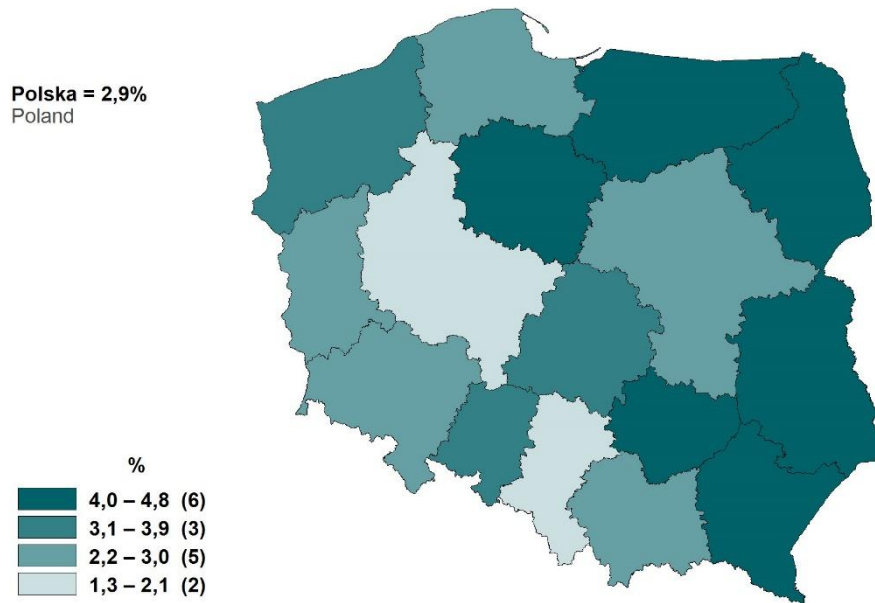 Polska = 2,9%
Poland
%
4,0 – 4,8 (6)
3,1 – 3,9 (3)
2,2 – 3,0 (5)
1,3 – 2,1 (2)